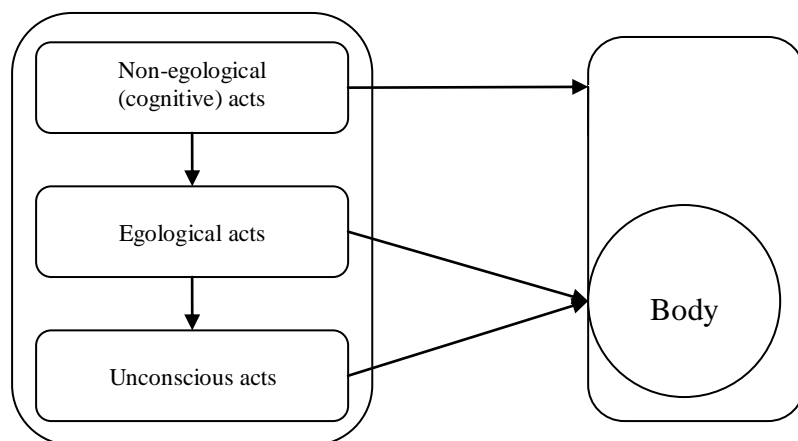 Non-egological
(cognitive) acts
Egological acts
Unconscious acts
Body